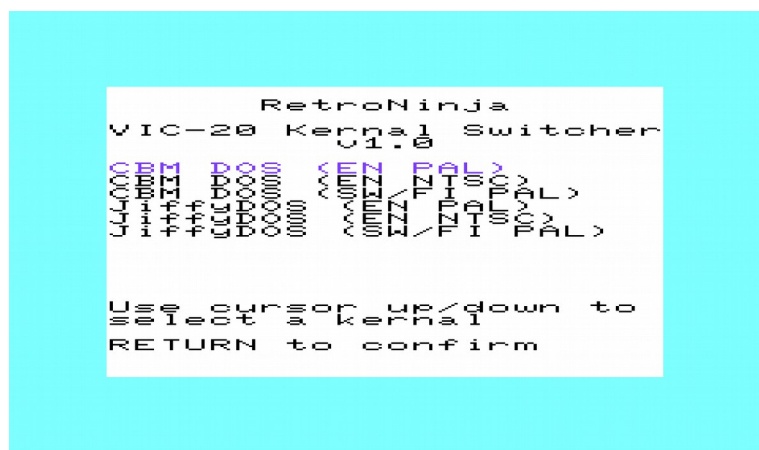 RetroNinja
VIC-20 Kernal Switcher
v1.0
CBM DOS (EN PAL)
CBM DOS (EN NTSC)
CBM DOS (SW/FI PAL)
JiffyDOS (EN PAL)
JiffyDOS (EN NTSC)
JiffyDOS (SW/FI PAL)
Use cursor up/down to
select a kernal
RETURN to confirm